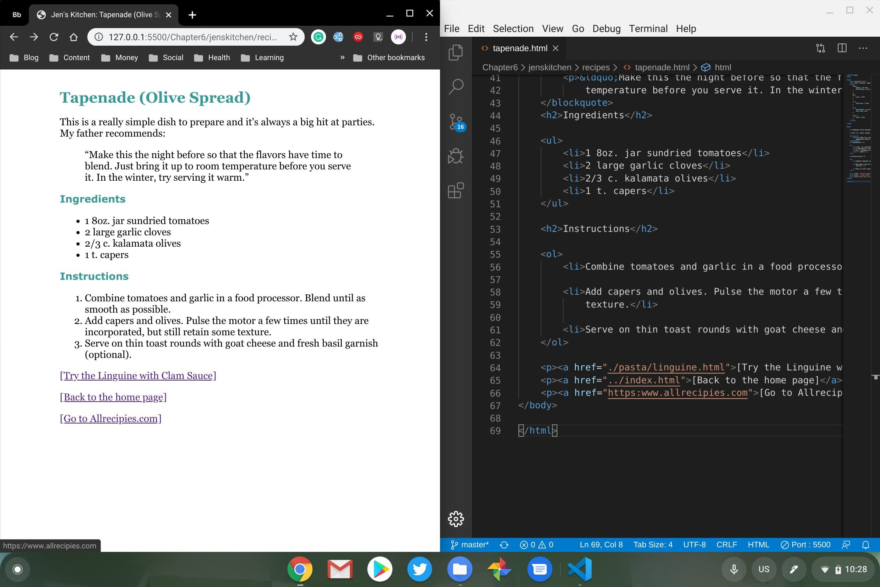 Bb
Jen's Kitchen: Tapenade (Olive S
127.0.0.1:5500/Chapter6/jenskitchen/reci...
Blog Content Money Social Health Learning » Other bookmarks
Tapenade (Olive Spread)
This is a really simple dish to prepare and it's always a big hit at parties.
My father recommends:
“Make this the night before so that the flavors have time to
blend. Just bring it up to room temperature before you serve
it. In the winter, try serving it warm.”
Ingredients
• 1 8oz. jar sundried tomatoes
• 2 large garlic cloves
• 2/3 c. kalamata olives
• 1 t. capers
Instructions
1. Combine tomatoes and garlic in a food processor. Blend until as
smooth as possible.
2. Add capers and olives. Pulse the motor a few times until they are
incorporated, but still retain some texture.
3. Serve on thin toast rounds with goat cheese and fresh basil garnish
(optional).
[Try the Linguine with Clam Sauce]
[Back to the home page]
[Go to Allrecipies.com]
https://www.allrecipies.com
File Edit Selection View Go Debug Terminal Help
tapenade.html
Chapter6 › jenskitchen › recipes › tapenade.html › html
16
41 <p>&ldquo;Make this the night before so that the f
42 temperature before you serve it. In the winter
43 </blockquote>
44 <h2>Ingredients</h2>
45
46 <ul>
47 <li>1 8oz. jar sundried tomatoes</li>
48 <li>2 large garlic cloves</li>
49 <li>2/3 c. kalamata olives</li>
50 <li>1 t. capers</li>
51 </ul>
52
53 <h2>Instructions</h2>
54
55 <ol>
56 <li>Combine tomatoes and garlic in a food processo
57
58 <li>Add capers and olives. Pulse the motor a few t
59 texture.</li>
60
61 <li>Serve on thin toast rounds with goat cheese an
62 </ol>
63
64 <p><a href="./pasta/linguine.html">[Try the Linguine w
65 <p><a href="../index.html">[Back to the home page]</a>
66 <p><a href="https:www.allrecipies.com">[Go to Allrecip
67 </body>
68
69 </html>
master* 0 0 Ln 69, Col 8 Tab Size: 4 UTF-8 CRLF HTML Port : 5500
US 10:28